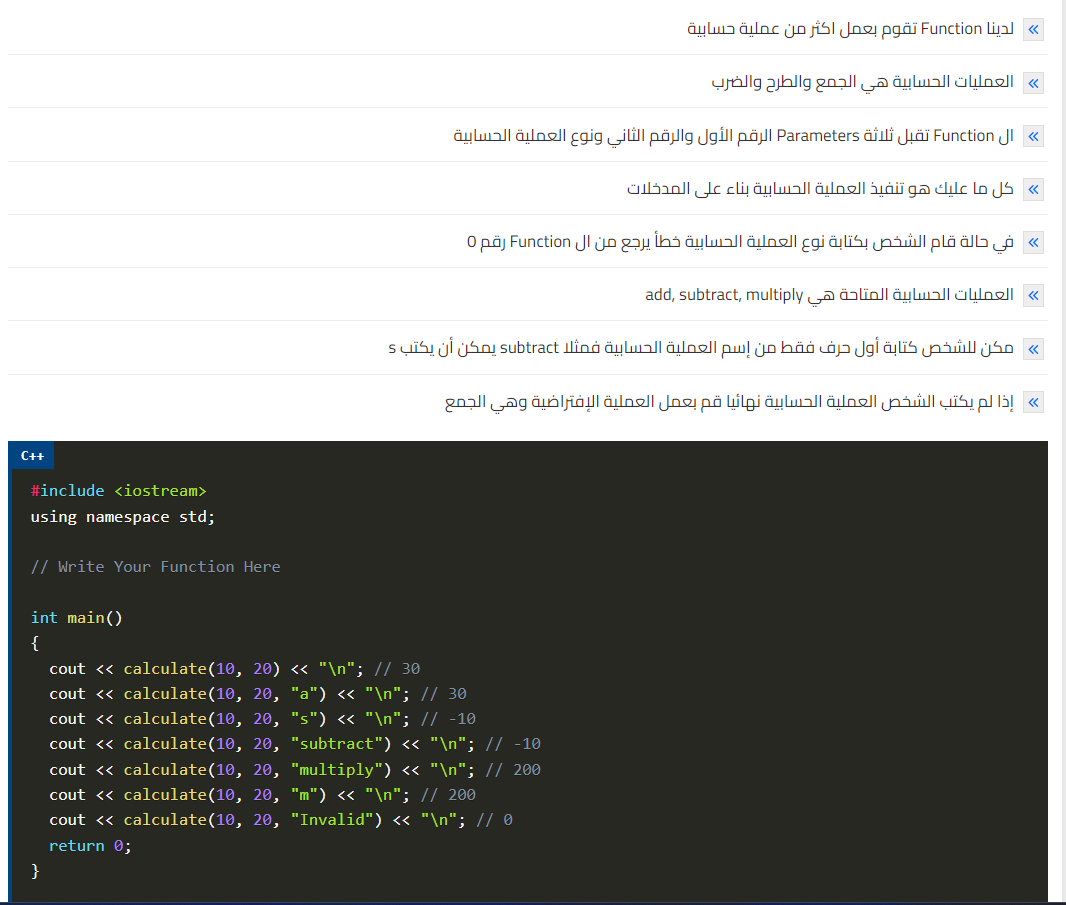 لدينا Function تقوم بعمل اكثر من عملية حسابية
العمليات الحسابية هي الجمع والطرح والضرب
ال Function تقبل ثلاثة Parameters الرقم الأول والرقم الثاني ونوع العملية الحسابية
كل ما عليك هو تنفيذ العملية الحسابية بناء على المدخلات
في حالة قام الشخص بكتابة نوع العملية الحسابية خطأ يرجع من ال Function رقم 0
العمليات الحسابية المتاحة هي add, subtract, multiply
مكن للشخص كتابة أول حرف فقط من إسم العملية الحسابية فمثلا subtract يمكن أن يكتب s
إذا لم يكتب الشخص العملية الحسابية نهائيا قم بعمل العملية الإفتراضية وهي الجمع
C++
#include <iostream>
using namespace std;
// Write Your Function Here
int main()
{
  cout << calculate(10, 20) << "\n"; // 30
  cout << calculate(10, 20, "a") << "\n"; // 30
  cout << calculate(10, 20, "s") << "\n"; // -10
  cout << calculate(10, 20, "subtract") << "\n"; // -10
  cout << calculate(10, 20, "multiply") << "\n"; // 200
  cout << calculate(10, 20, "m") << "\n"; // 200
  cout << calculate(10, 20, "Invalid") << "\n"; // 0
  return 0;
}